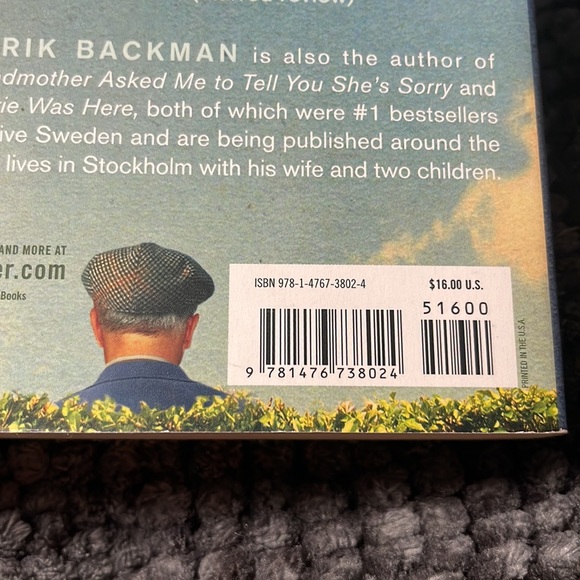 RIK BACKMAN is also the author of
ndmother Asked Me to Tell You She's Sorry and
ie Was Here, both of which were #1 bestsellers
ive Sweden and are being published around the
lives in Stockholm with his wife and two children.
AND MORE AT
er.com
Books
ISBN 978-1-4767-3802-4
$16.00 U.S.
51600
9 781476 738024
PRINTED IN THE U.S.A.